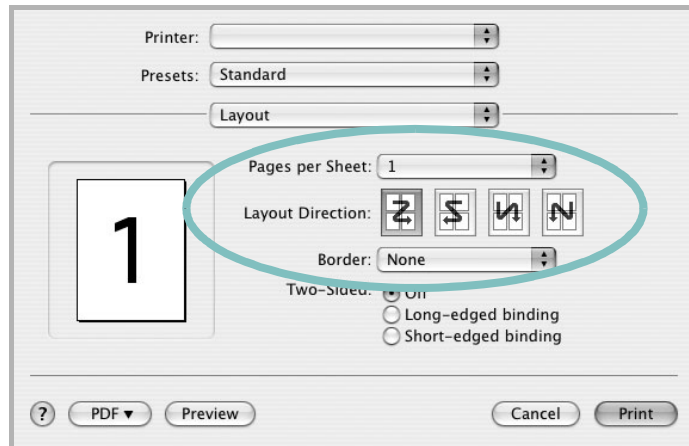 Printer:
Presets: Standard
Layout
Pages per Sheet: 1
Layout Direction:
Border: None
Two-Sided: Off
Long-edged binding
Short-edged binding
1
? PDF Preview Cancel Print